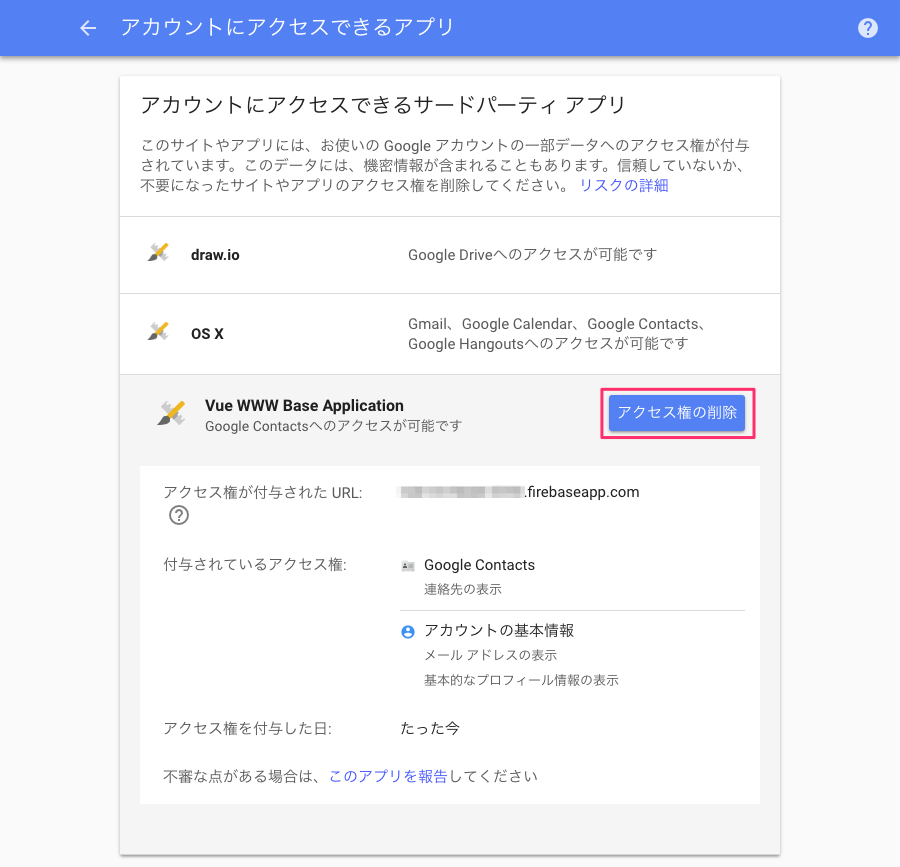 アカウントにアクセスできるアプリ
アカウントにアクセスできるサードパーティ アプリ
このサイトやアプリには、お使いの Google アカウントの一部データへのアクセス権が付与
されています。このデータには、機密情報が含まれることもあります。信頼していないか、
不要になったサイトやアプリのアクセス権を削除してください。 リスクの詳細
draw.io
Google Driveへのアクセスが可能です
OS X
Gmail、Google Calendar、Google Contacts、
Google Hangoutsへのアクセスが可能です
Vue WWW Base Application
Google Contactsへのアクセスが可能です
アクセス権の削除
アクセス権が付与された URL:
.firebaseapp.com
付与されているアクセス権:
Google Contacts
連絡先の表示
アカウントの基本情報
メール アドレスの表示
基本的なプロフィール情報の表示
アクセス権を付与した日:
たった今
不審な点がある場合は、このアプリを報告してください